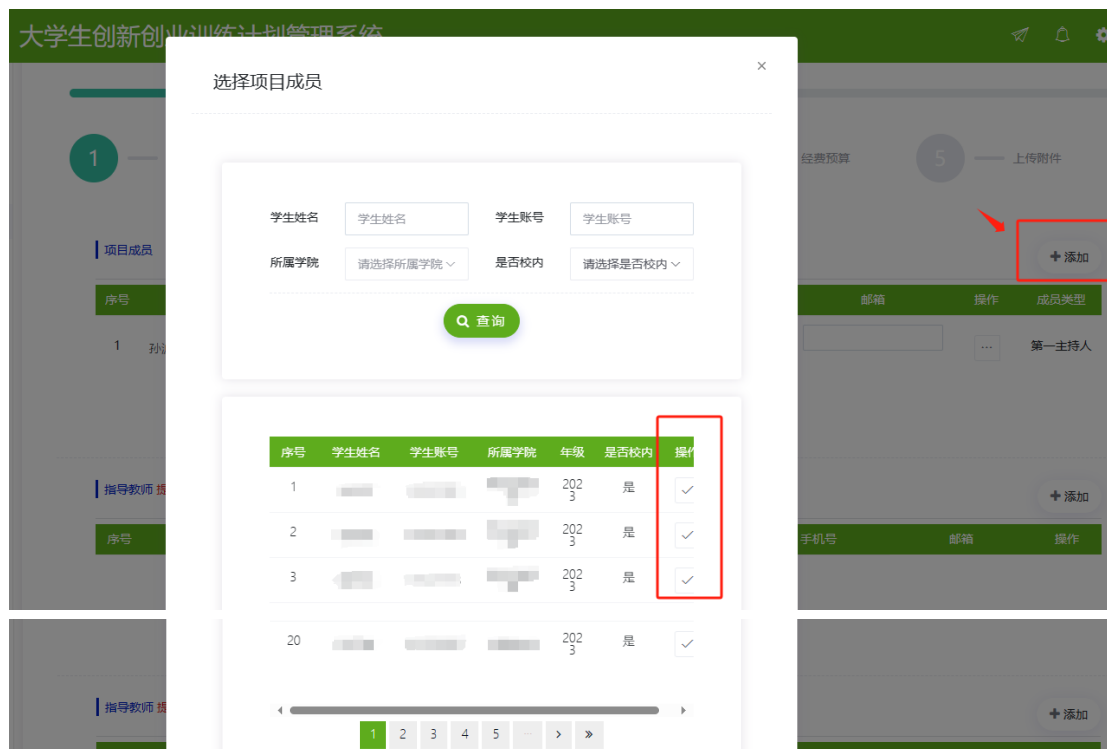 大学生创新创业训练计划管理系统
选择项目成员 ×
1 经费预算 5 上传附件
学生姓名 学生姓名 学生账号 学生账号
项目成员 + 添加
所属学院 请选择所属学院 是否校内 请选择是否校内
查询
序号 邮箱 操作 成员类型
1 ... 第一主持人
序号 学生姓名 学生账号 所属学院 年级 是否校内 操作
1 2023 是
指导教师 + 添加
2 2023 是
序号 手机号 邮箱 操作
3 2023 是
20 2023 是
指导教师 + 添加
1 2 3 4 5 ... › »